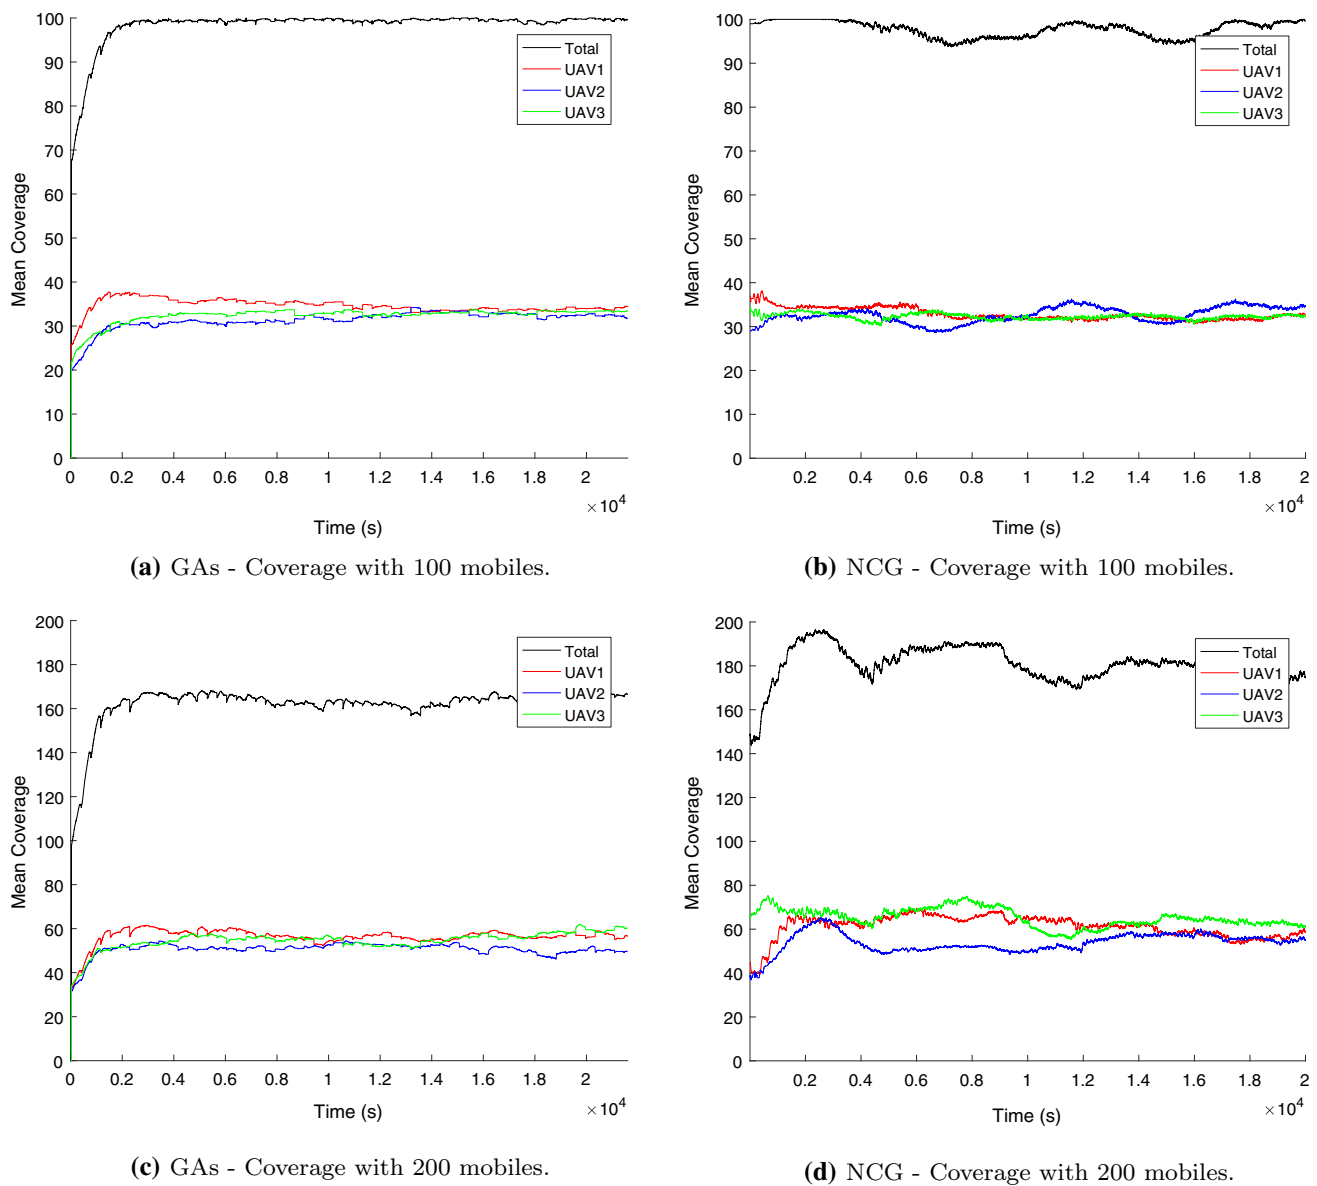 100
90
100
80
70
60
50
40
30
20
10
0
Mean Coverage
Total
UAV1
UAV2
UAV3
0 0.2 0.4 0.6 0.8 1 1.2 1.4 1.6 1.8 2
×10⁴
Time (s)
(a) GAs - Coverage with 100 mobiles.
100
90
100
80
70
60
50
40
30
20
10
0
Mean Coverage
Total
UAV1
UAV2
UAV3
0.2 0.4 0.6 0.8 1 1.2 1.4 1.6 1.8 2
×10⁴
Time (s)
(b) NCG - Coverage with 100 mobiles.
200
180
160
140
120
100
80
60
40
20
0
Mean Coverage
Total
UAV1
UAV2
UAV3
0 0.2 0.4 0.6 0.8 1 1.2 1.4 1.6 1.8 2
×10⁴
Time (s)
(c) GAs - Coverage with 200 mobiles.
200
180
160
140
120
100
80
60
40
20
0
Mean Coverage
Total
UAV1
UAV2
UAV3
0.2 0.4 0.6 0.8 1 1.2 1.4 1.6 1.8 2
×10⁴
Time (s)
(d) NCG - Coverage with 200 mobiles.